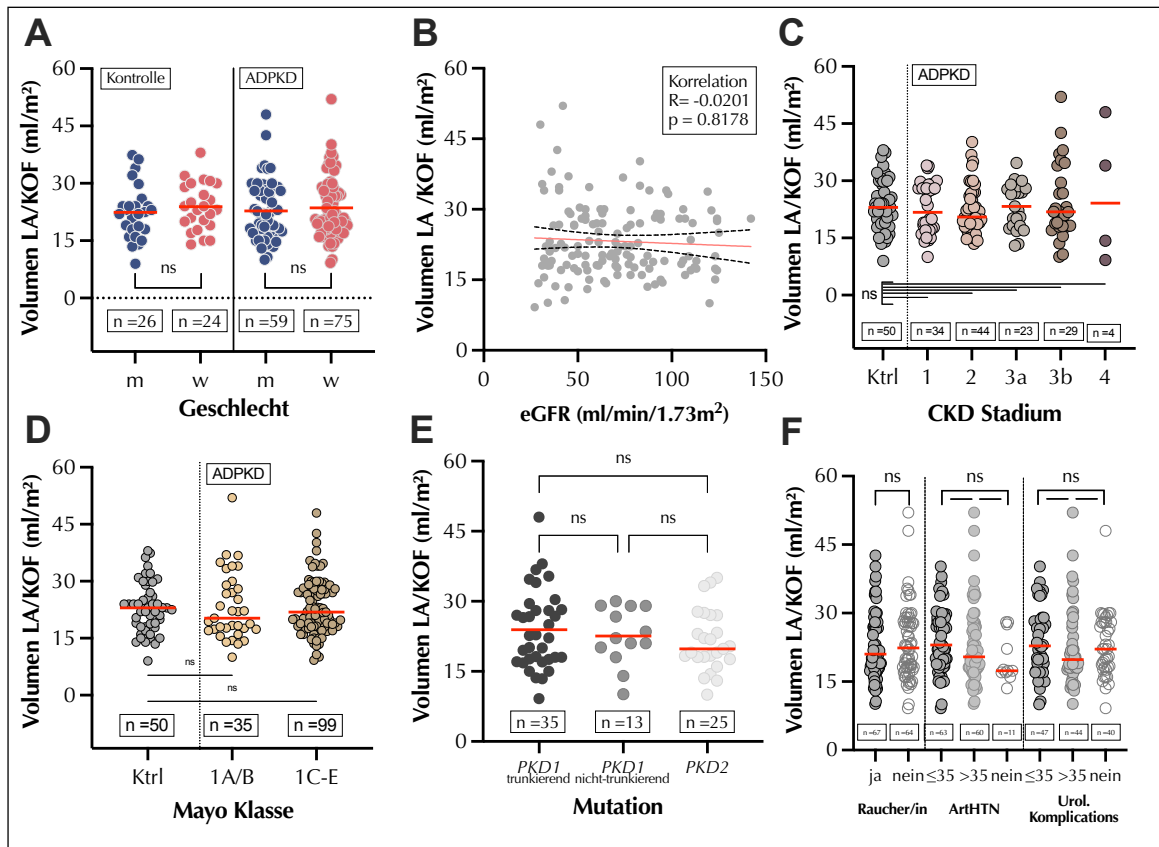 A
Volumen LA/KOF (ml/m²)
60
45
30
15
0
Kontrolle
ADPKD
ns
ns
n =26
n =24
n =59
n =75
m
w
m
w
Geschlecht
B
Volumen LA /KOF (ml/m²)
60
45
30
15
0
Korrelation
R= -0.0201
p = 0.8178
0
50
100
150
eGFR (ml/min/1.73m²)
C
Volumen LA/KOF (ml/m²)
60
45
30
15
0
ADPKD
ns
n =50
n =34
n =44
n =23
n =29
n =4
Ktrl
1
2
3a
3b
4
CKD Stadium
D
Volumen LA/KOF (ml/m²)
60
45
30
15
0
ADPKD
ns
ns
n =50
n =35
n =99
Ktrl
1A/B
1C-E
Mayo Klasse
E
Volumen LA/KOF (ml/m²)
60
45
30
15
0
ns
ns
ns
n =35
n =13
n =25
PKD1
trunkierend
PKD1
nicht-trunkierend
PKD2
Mutation
F
Volumen LA/KOF (ml/m²)
60
45
30
15
0
ns
ns
ns
n =67
n =64
n =63
n =60
n =11
n =47
n =44
n =40
ja
nein
≤35
>35
nein
≤35
>35
nein
Raucher/in
ArtHTN
Urol.
Komplications